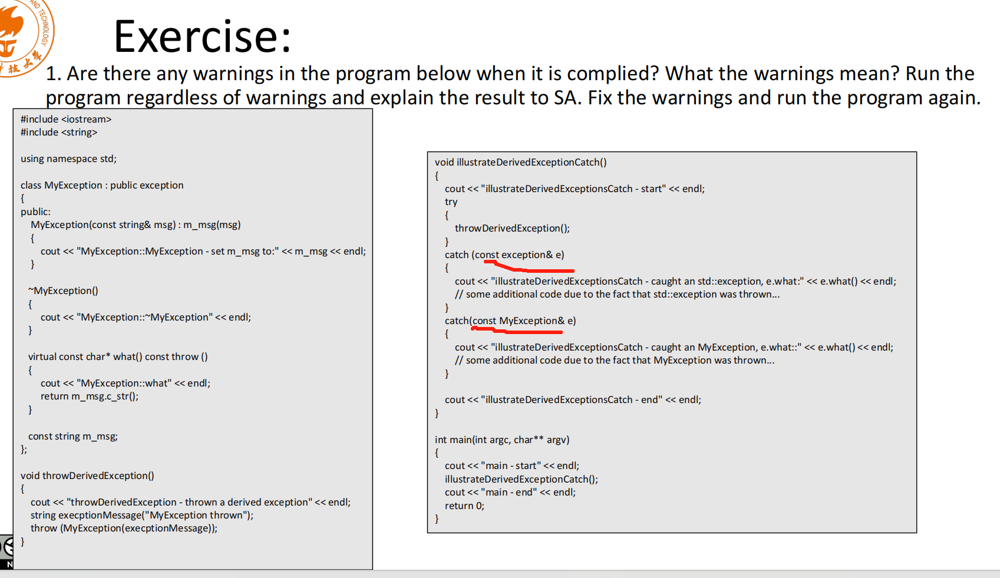 AND TECHNOLOGY
技大学
Exercise:
1. Are there any warnings in the program below when it is complied? What the warnings mean? Run the
program regardless of warnings and explain the result to SA. Fix the warnings and run the program again.
#include <iostream>
#include <string>
using namespace std;
class MyException : public exception
{
public:
MyException(const string& msg) : m_msg(msg)
{
cout << "MyException::MyException - set m_msg to:" << m_msg << endl;
}
~MyException()
{
cout << "MyException::~MyException" << endl;
}
virtual const char* what() const throw ()
{
cout << "MyException::what" << endl;
return m_msg.c_str();
}
const string m_msg;
};
void throwDerivedException()
{
cout << "throwDerivedException - thrown a derived exception" << endl;
string execptionMessage("MyException thrown");
throw (MyException(execptionMessage));
}
void illustrateDerivedExceptionCatch()
{
cout << "illustrateDerivedExceptionsCatch - start" << endl;
try
{
throwDerivedException();
}
catch (const exception& e)
{
cout << "illustrateDerivedExceptionsCatch - caught an std::exception, e.what:" << e.what() << endl;
// some additional code due to the fact that std::exception was thrown...
}
catch(const MyException& e)
{
cout << "illustrateDerivedExceptionsCatch - caught an MyException, e.what::" << e.what() << endl;
// some additional code due to the fact that MyException was thrown...
}
cout << "illustrateDerivedExceptionsCatch - end" << endl;
}
int main(int argc, char** argv)
{
cout << "main - start" << endl;
illustrateDerivedExceptionCatch();
cout << "main - end" << endl;
return 0;
}
N